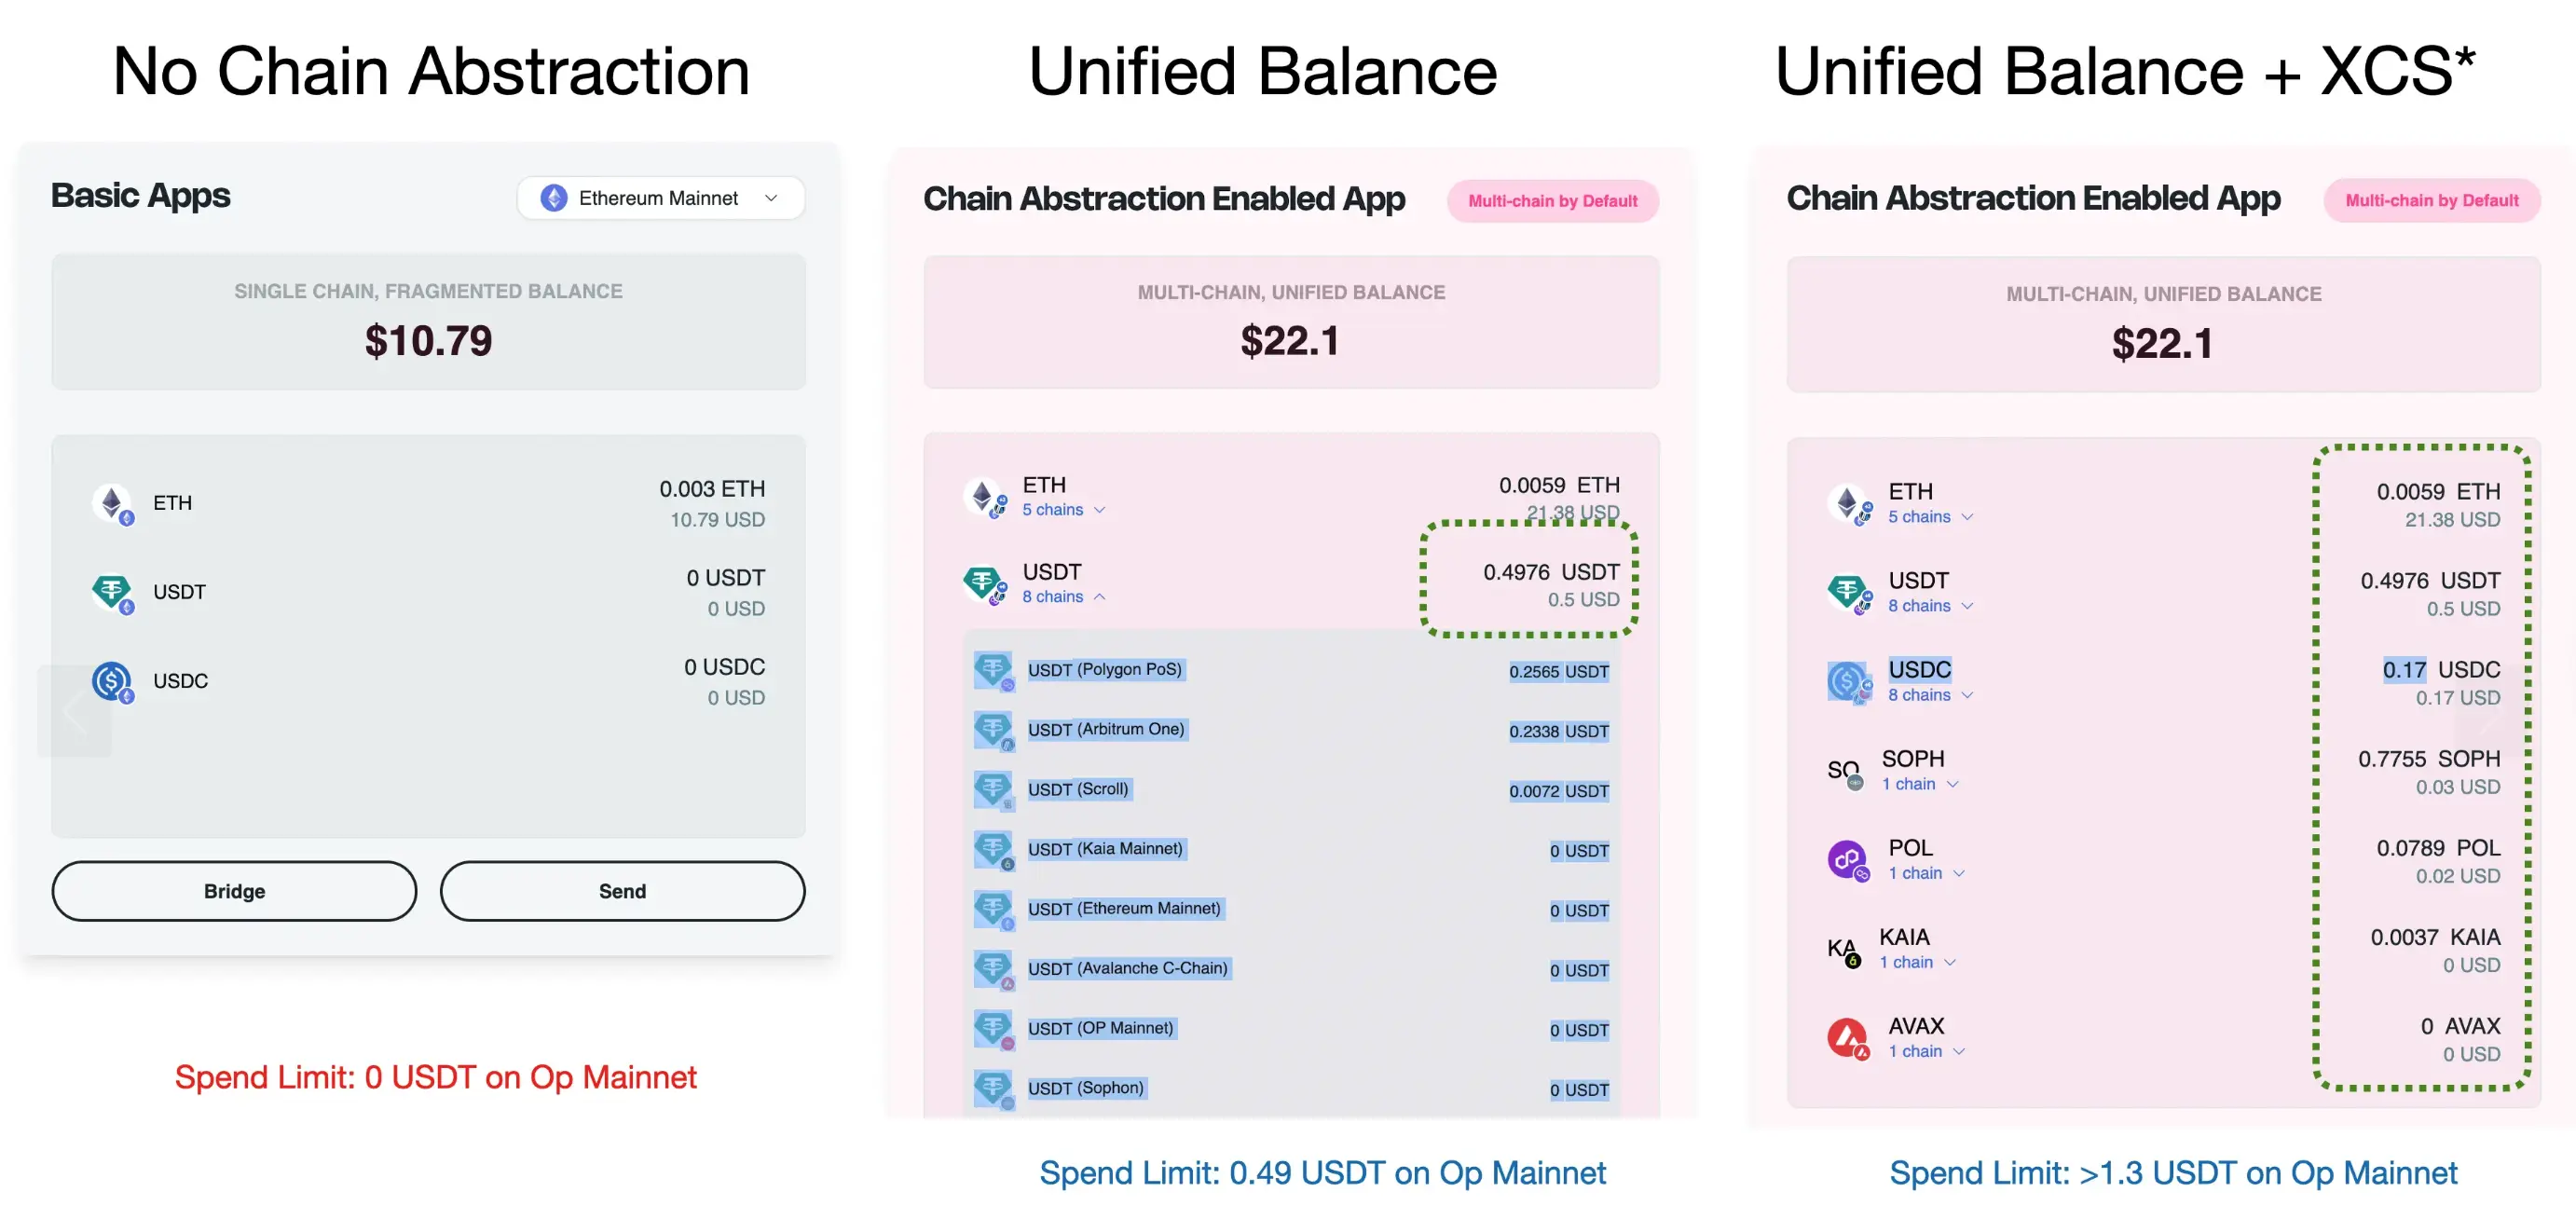 No Chain Abstraction
Basic Apps
Ethereum Mainnet
SINGLE CHAIN, FRAGMENTED BALANCE
$10.79
ETH
0.003 ETH
10.79 USD
USDT
0 USDT
0 USD
USDC
0 USDC
0 USD
Bridge
Send
Spend Limit: 0 USDT on Op Mainnet
Unified Balance
Chain Abstraction Enabled App
Multi-chain by Default
MULTI-CHAIN, UNIFIED BALANCE
$22.1
ETH
5 chains
0.0059 ETH
21.38 USD
USDT
8 chains
0.4976 USDT
0.5 USD
USDT (Polygon PoS)
0.2565 USDT
USDT (Arbitrum One)
0.2338 USDT
USDT (Scroll)
0.0072 USDT
USDT (Kaia Mainnet)
0 USDT
USDT (Ethereum Mainnet)
0 USDT
USDT (Avalanche C-Chain)
0 USDT
USDT (OP Mainnet)
0 USDT
USDT (Sophon)
0 USDT
Spend Limit: 0.49 USDT on Op Mainnet
Unified Balance + XCS*
Chain Abstraction Enabled App
Multi-chain by Default
MULTI-CHAIN, UNIFIED BALANCE
$22.1
ETH
5 chains
0.0059 ETH
21.38 USD
USDT
8 chains
0.4976 USDT
0.5 USD
USDC
8 chains
0.17 USDC
0.17 USD
SO
SOPH
1 chain
0.7755 SOPH
0.03 USD
POL
1 chain
0.0789 POL
0.02 USD
KA
KAIA
1 chain
0.0037 KAIA
0 USD
AVAX
1 chain
0 AVAX
0 USD
Spend Limit: >1.3 USDT on Op Mainnet